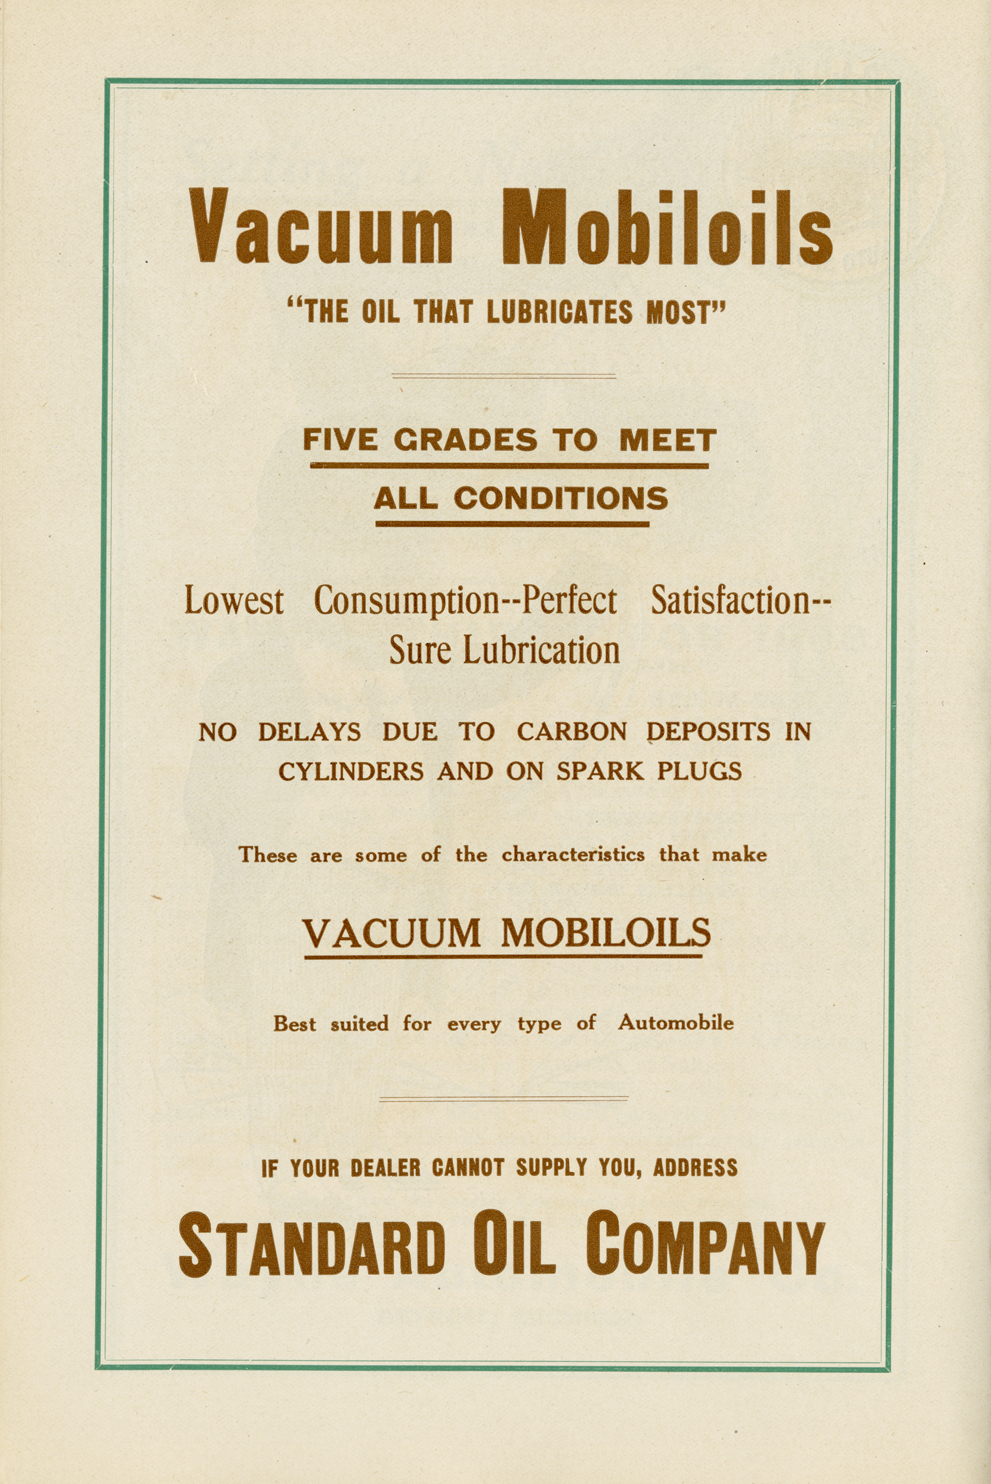 Vacuum Mobiloils
“THE OIL THAT LUBRICATES MOST”
FIVE GRADES TO MEET
ALL CONDITIONS
Lowest Consumption--Perfect Satisfaction--
Sure Lubrication
NO DELAYS DUE TO CARBON DEPOSITS IN
CYLINDERS AND ON SPARK PLUGS
These are some of the characteristics that make
VACUUM MOBILOILS
Best suited for every type of Automobile
IF YOUR DEALER CANNOT SUPPLY YOU, ADDRESS
STANDARD OIL COMPANY